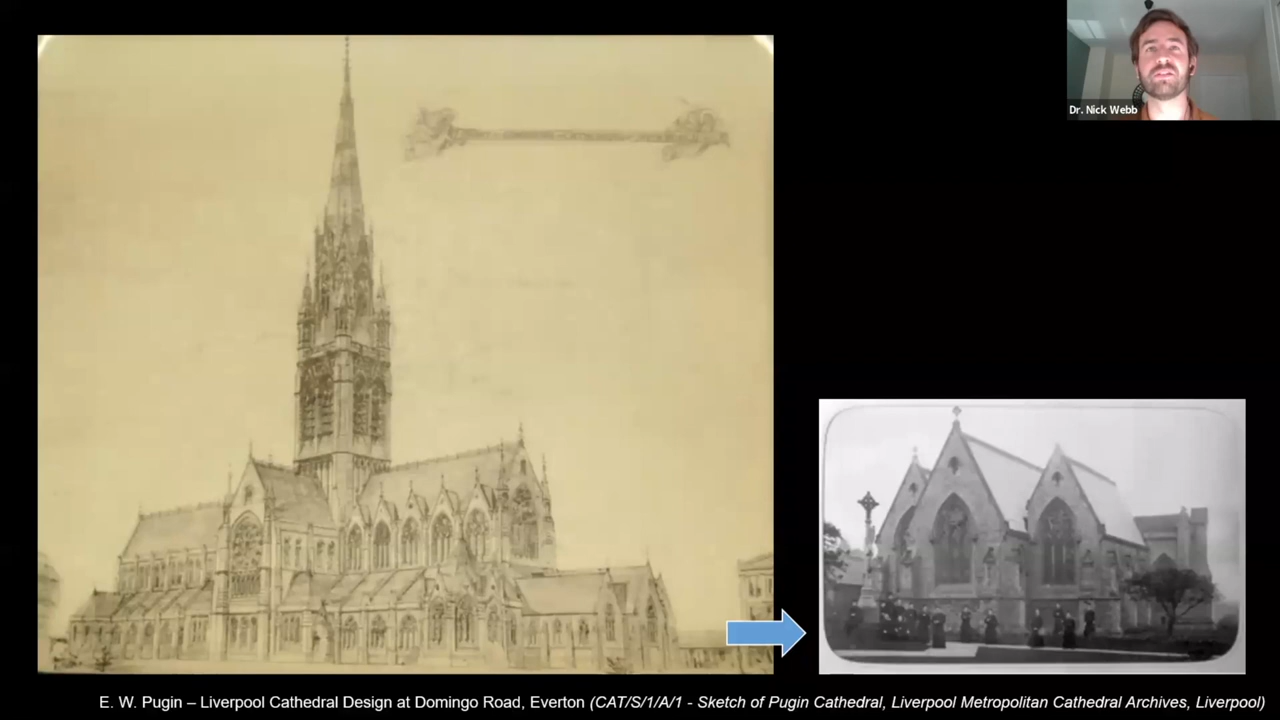 Dr. Nick Webb
E. W. Pugin – Liverpool Cathedral Design at Domingo Road, Everton (CAT/S/1/A/1 - Sketch of Pugin Cathedral, Liverpool Metropolitan Cathedral Archives, Liverpool)